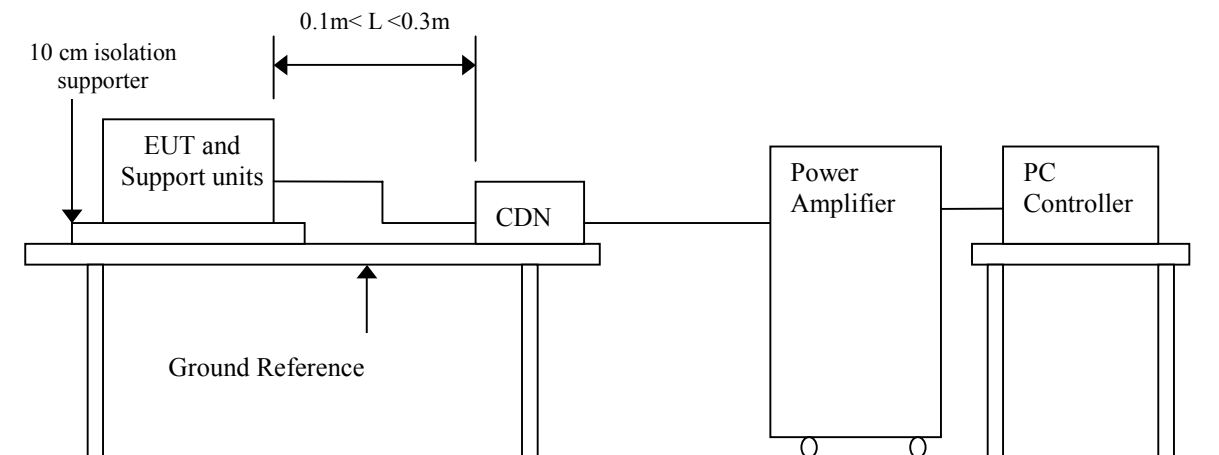 0.1m< L <0.3m
10 cm isolation
supporter
EUT and
Support units
CDN
Power
Amplifier
PC
Controller
Ground Reference